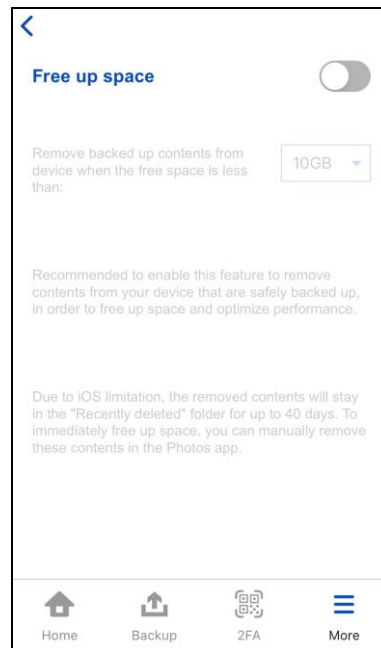 Free up space
Remove backed up contents from
device when the free space is less
than:
10GB
Recommended to enable this feature to remove
contents from your device that are safely backed up,
in order to free up space and optimize performance.
Due to iOS limitation, the removed contents will stay
in the "Recently deleted" folder for up to 40 days. To
immediately free up space, you can manually remove
these contents in the Photos app.
Home Backup 2FA More